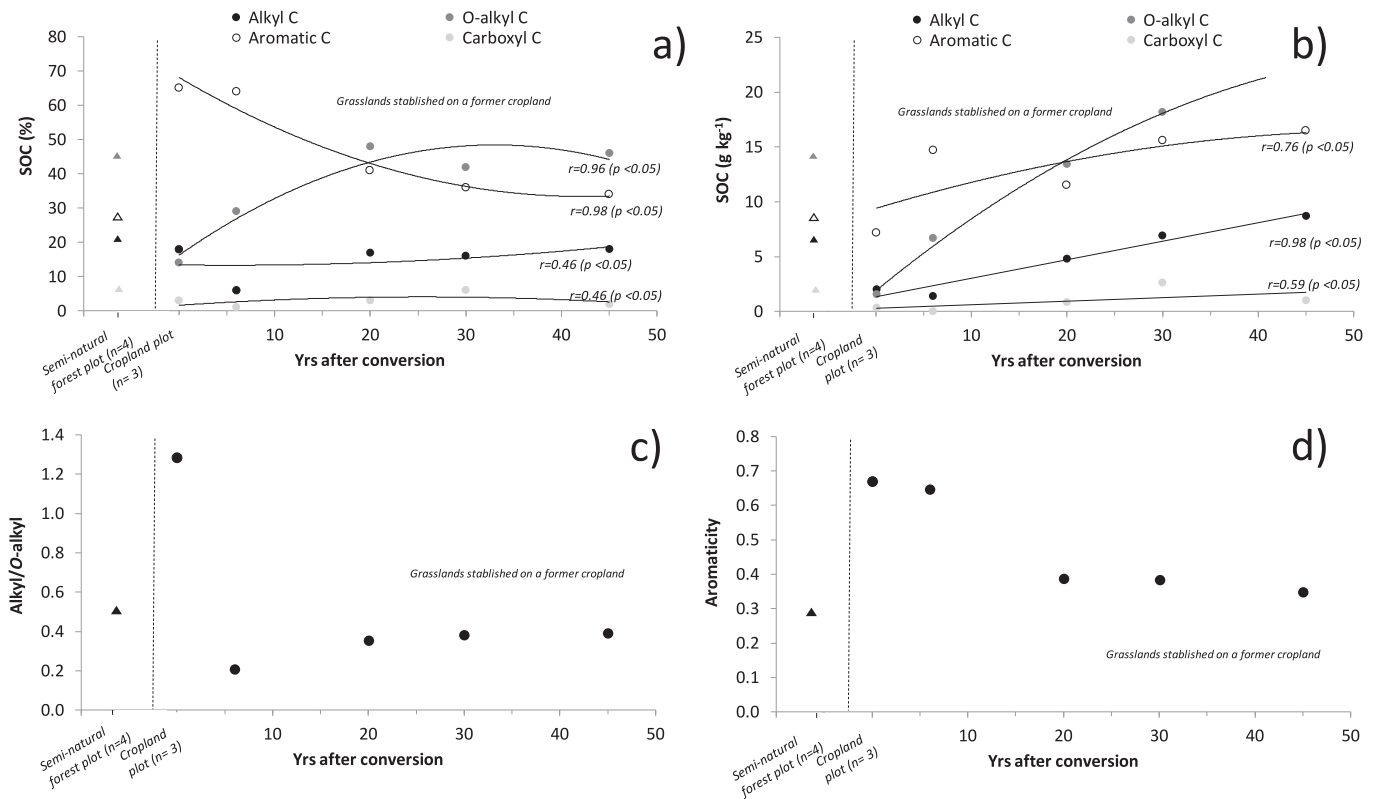 Alkyl C
O-alkyl C
Aromatic C
Carboxyl C
a)
80
70
60
50
40
30
20
10
0
SOC (%)
Grasslands stablished on a former cropland
r=0.96 (p <0.05)
r=0.98 (p <0.05)
r=0.46 (p <0.05)
r=0.46 (p <0.05)
10
20
30
40
50
Semi-natural
forest plot (n=4)
Cropland plot
(n= 3)
Yrs after conversion
Alkyl C
O-alkyl C
Aromatic C
Carboxyl C
b)
25
20
15
10
5
0
SOC (g kg-1)
Grasslands stablished on a former cropland
r=0.76 (p <0.05)
r=0.98 (p <0.05)
r=0.59 (p <0.05)
10
20
30
40
50
Semi-natural
forest plot (n=4)
Cropland
plot (n= 3)
Yrs after conversion
c)
1.4
1.2
1.0
0.8
0.6
0.4
0.2
0.0
Alkyl/O-alkyl
Grasslands stablished on a former cropland
10
20
30
40
50
Semi-natural
forest plot (n=4)
Cropland
plot (n= 3)
Yrs after conversion
d)
0.8
0.7
0.6
0.5
0.4
0.3
0.2
0.1
0.0
Aromaticity
Grasslands stablished on a former cropland
10
20
30
40
50
Semi-natural
forest plot (n=4)
Cropland
plot (n= 3)
Yrs after conversion